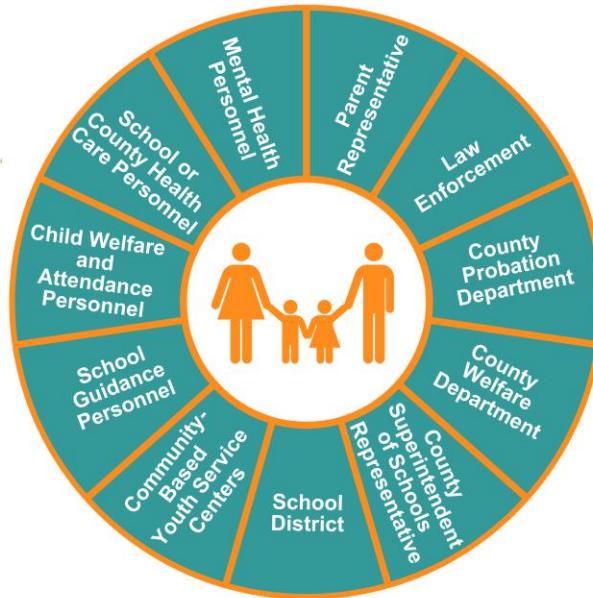 Parent
Representative
Law
Enforcement
County
Probation
Department
County
Welfare
Department
County
Superintendent
of Schools
Representative
School
District
Community-
Based
Youth Service
Centers
School
Guidance
Personnel
Child Welfare
and
Attendance
Personnel
School or
County Health
Care Personnel
Mental Health
Personnel